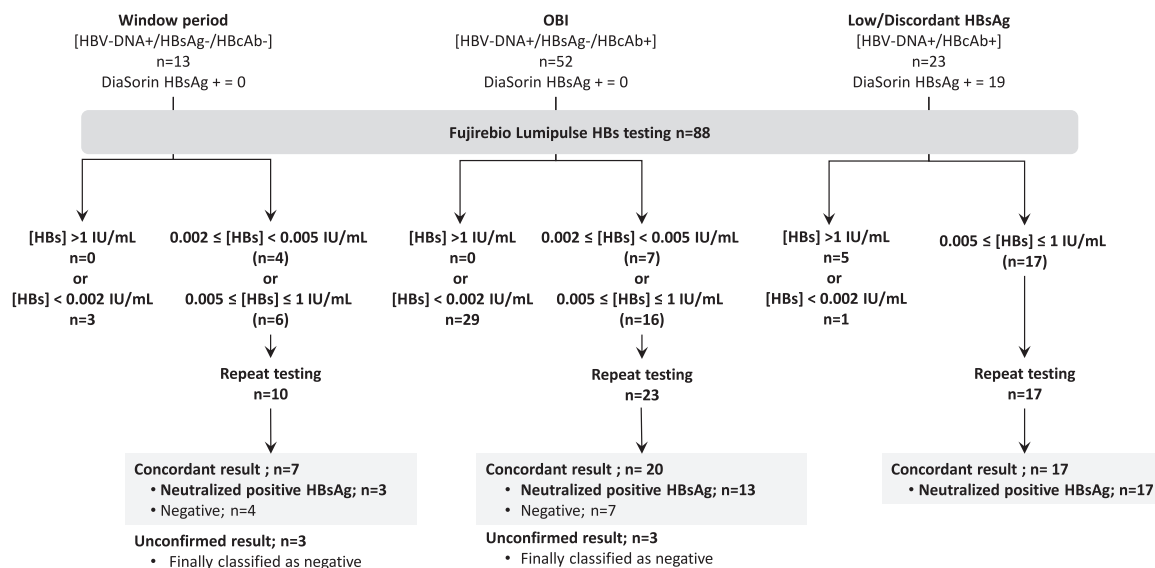 Window period
[HBV-DNA+/HBsAg-/HBcAb-]
n=13
DiaSorin HBsAg + = 0
OBI
[HBV-DNA+/HBsAg-/HBcAb+]
n=52
DiaSorin HBsAg + = 0
Low/Discordant HBsAg
[HBV-DNA+/HBcAb+]
n=23
DiaSorin HBsAg + = 19
Fujirebio Lumipulse HBs testing n=88
[HBs] >1 IU/mL
n=0
or
[HBs] < 0.002 IU/mL
n=3
0.002 ≤ [HBs] < 0.005 IU/mL
(n=4)
or
0.005 ≤ [HBs] ≤ 1 IU/mL
(n=6)
[HBs] >1 IU/mL
n=0
or
[HBs] < 0.002 IU/mL
n=29
0.002 ≤ [HBs] < 0.005 IU/mL
(n=7)
or
0.005 ≤ [HBs] ≤ 1 IU/mL
(n=16)
[HBs] >1 IU/mL
n=5
or
[HBs] < 0.002 IU/mL
n=1
0.005 ≤ [HBs] ≤ 1 IU/mL
(n=17)
Repeat testing
n=10
Repeat testing
n=23
Repeat testing
n=17
Concordant result ; n=7
• Neutralized positive HBsAg; n=3
• Negative; n=4
Unconfirmed result; n=3
• Finally classified as negative
Concordant result ; n= 20
• Neutralized positive HBsAg; n=13
• Negative; n=7
Unconfirmed result; n=3
• Finally classified as negative
Concordant result ; n= 17
• Neutralized positive HBsAg; n=17